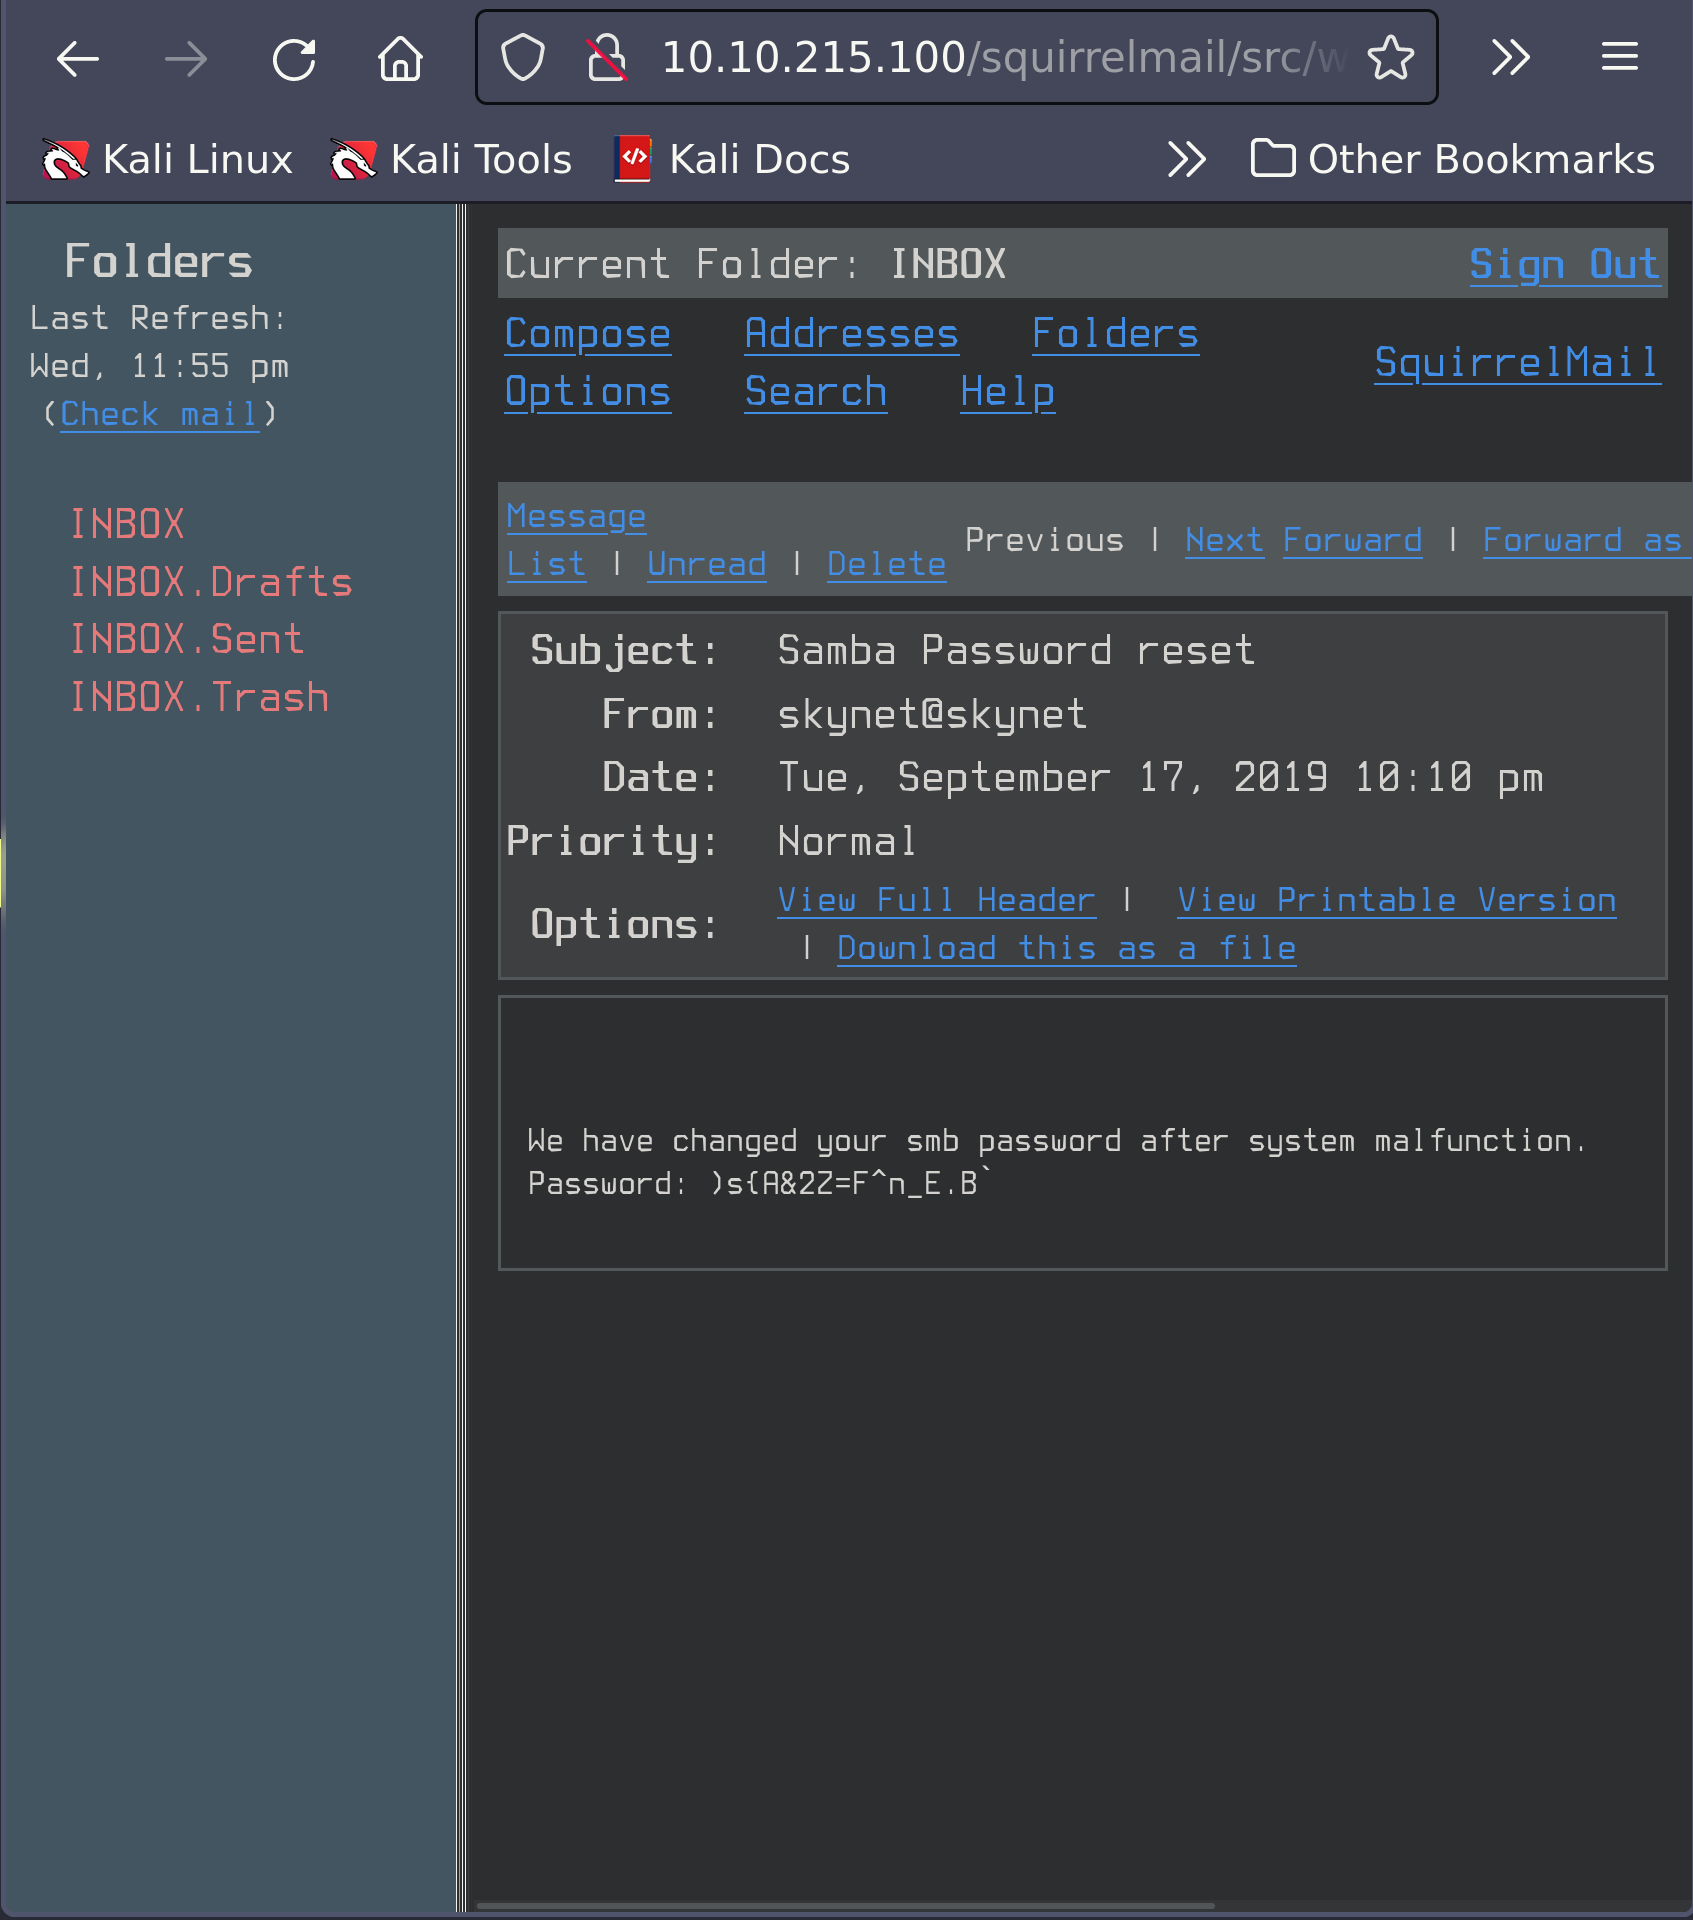 10.10.215.100/squirrelmail/src/w
Kali Linux Kali Tools Kali Docs Other Bookmarks
Folders
Last Refresh:
Wed, 11:55 pm
(Check mail)
INBOX
INBOX.Drafts
INBOX.Sent
INBOX.Trash
Current Folder: INBOX Sign Out
Compose Addresses Folders
Options Search Help
SquirrelMail
Message
List | Unread | Delete
Previous | Next Forward | Forward as
Subject: Samba Password reset
From: skynet@skynet
Date: Tue, September 17, 2019 10:10 pm
Priority: Normal
Options: View Full Header | View Printable Version
| Download this as a file
We have changed your smb password after system malfunction.
Password: )s{A&2Z=F^n_E.B`